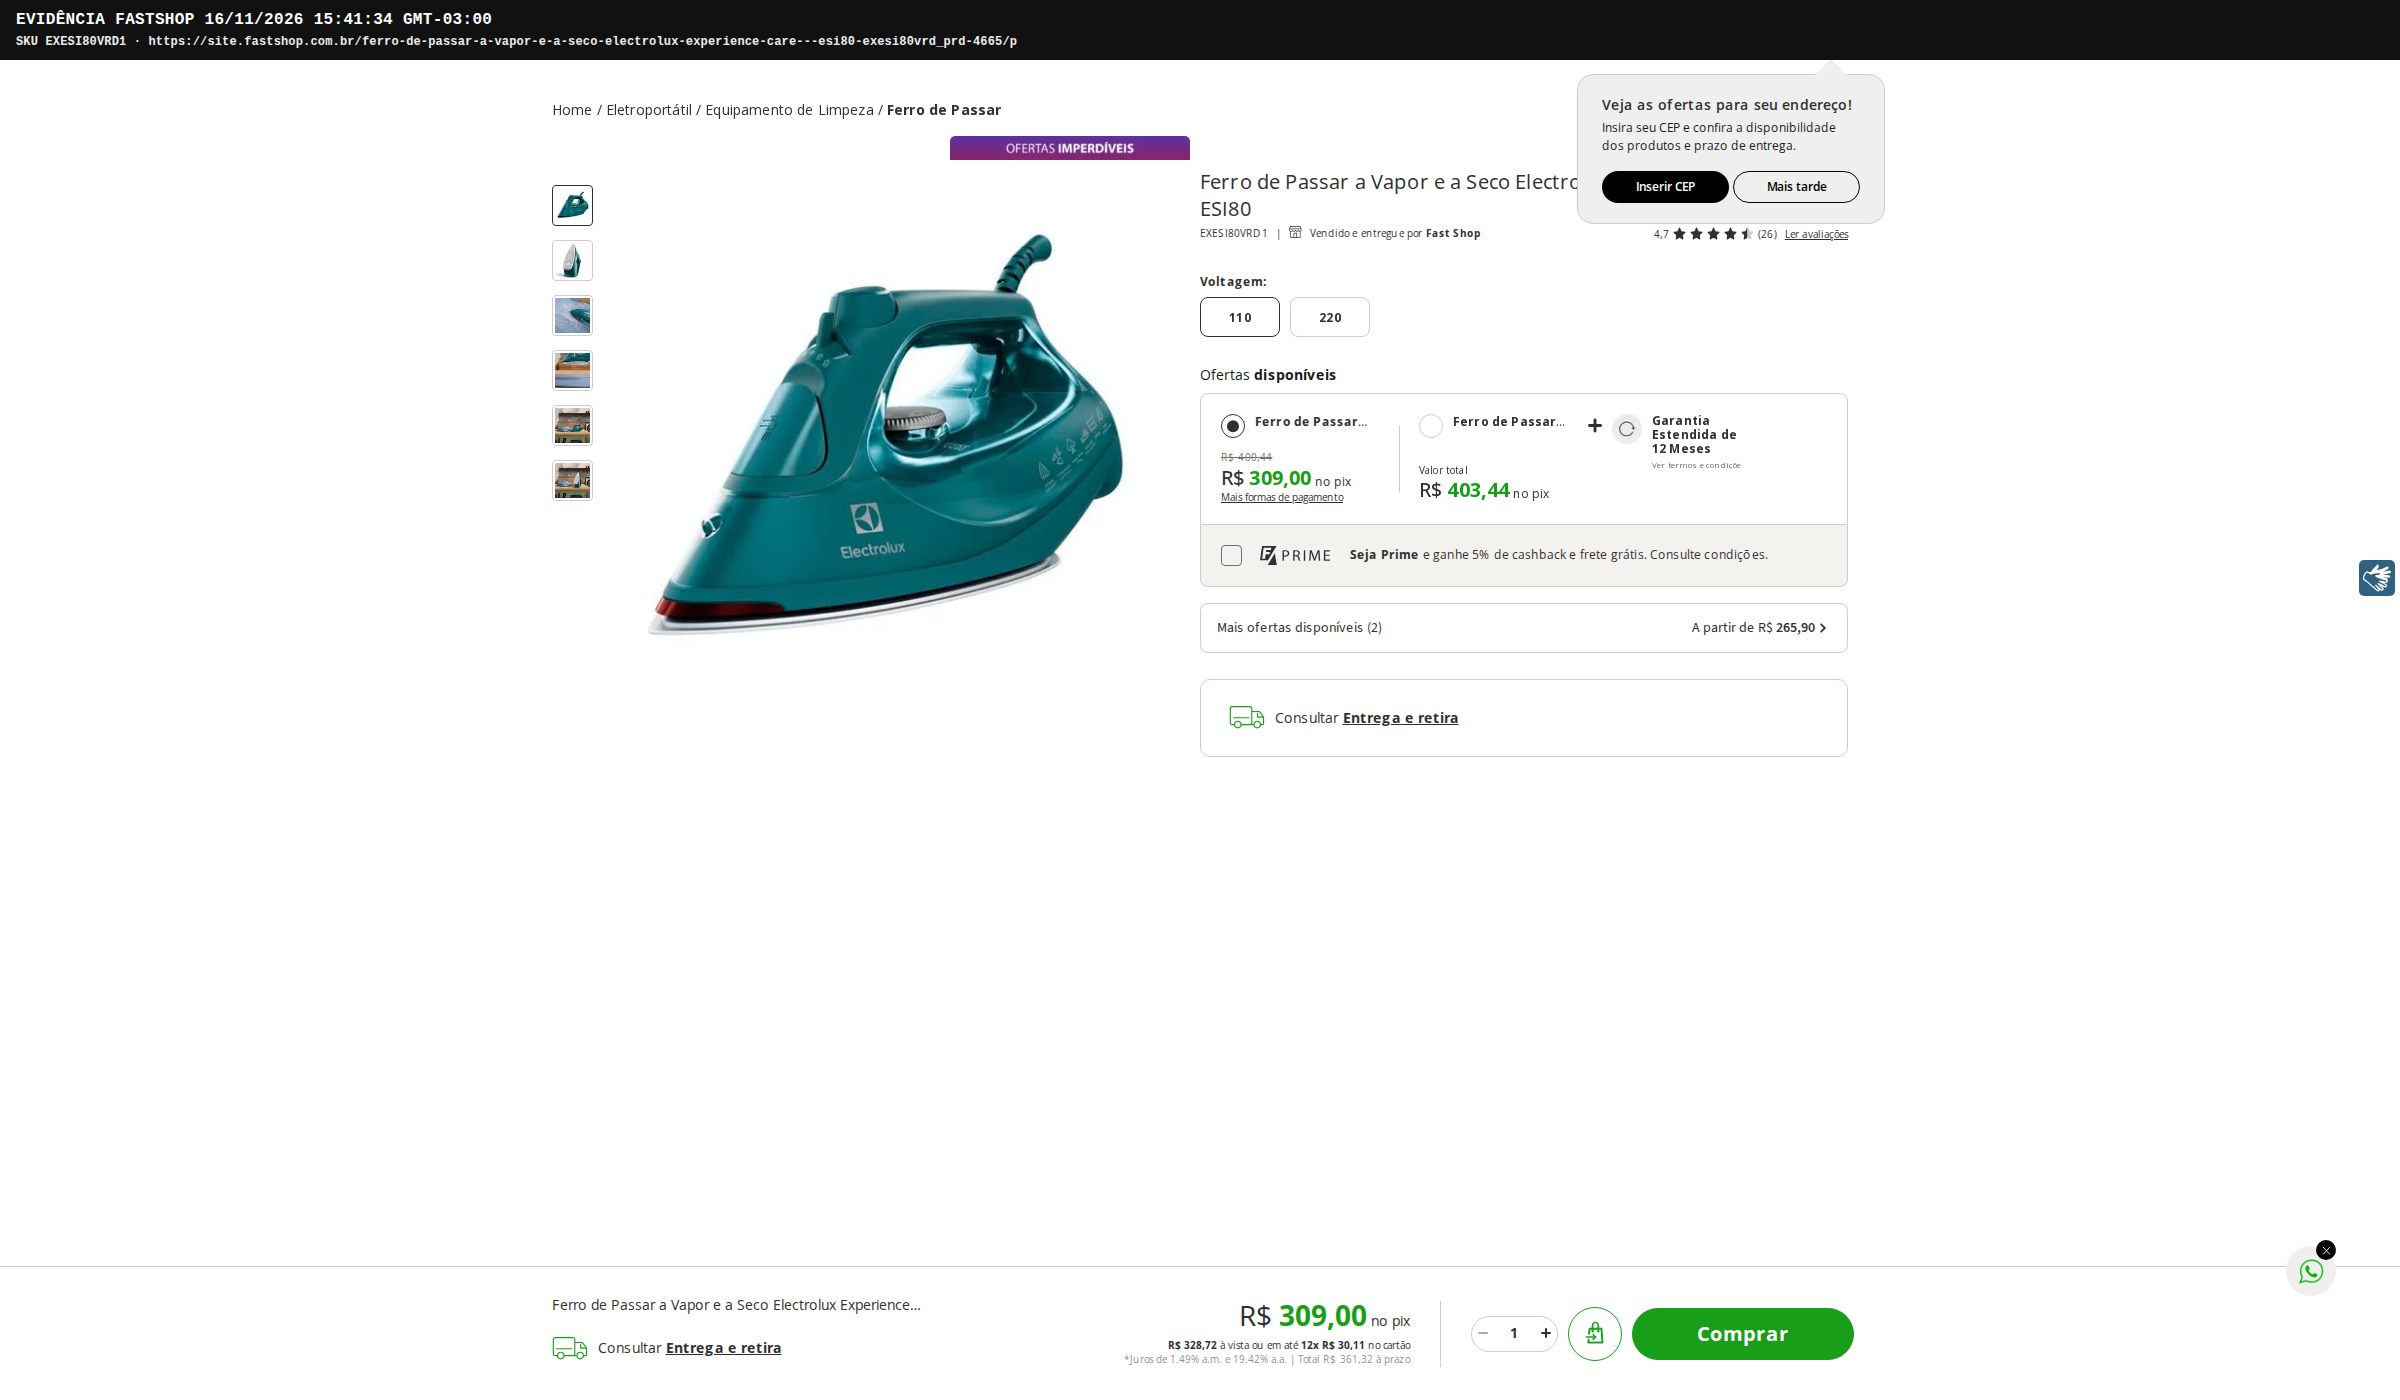 EVIDÊNCIA FASTSHOP 16/11/2026 15:41:34 GMT-03:00
SKU EXESI80VRD1 · https://site.fastshop.com.br/ferro-de-passar-a-vapor-e-a-seco-electrolux-experience-care---esi80-exesi80vrd_prd-4665/p
Home / Eletroportátil / Equipamento de Limpeza / Ferro de Passar
OFERTAS IMPERDÍVEIS
Veja as ofertas para seu endereço!
Insira seu CEP e confira a disponibilidade
dos produtos e prazo de entrega.
Inserir CEP
Mais tarde
Ferro de Passar a Vapor e a Seco Electro
ESI80
EXESI80VRD1 | Vendido e entregue por Fast Shop
4,7 (26) Ler avaliações
Voltagem:
110
220
Ofertas disponíveis
Ferro de Passar...
R$ 400,44
R$ 309,00 no pix
Mais formas de pagamento
Ferro de Passar...
Valor total
R$ 403,44 no pix
+
Garantia
Estendida de
12 Meses
Ver termos e condiçõe
PRIME
Seja Prime e ganhe 5% de cashback e frete grátis. Consulte condições.
Mais ofertas disponíveis (2)
A partir de R$ 265,90
Consultar Entrega e retira
Electrolux
Ferro de Passar a Vapor e a Seco Electrolux Experience...
Consultar Entrega e retira
R$ 309,00 no pix
R$ 328,72 à vista ou em até 12x R$ 30,11 no cartão
*Juros de 1.49% a.m. e 19.42% a.a. | Total R$ 361,32 à prazo
1
Comprar